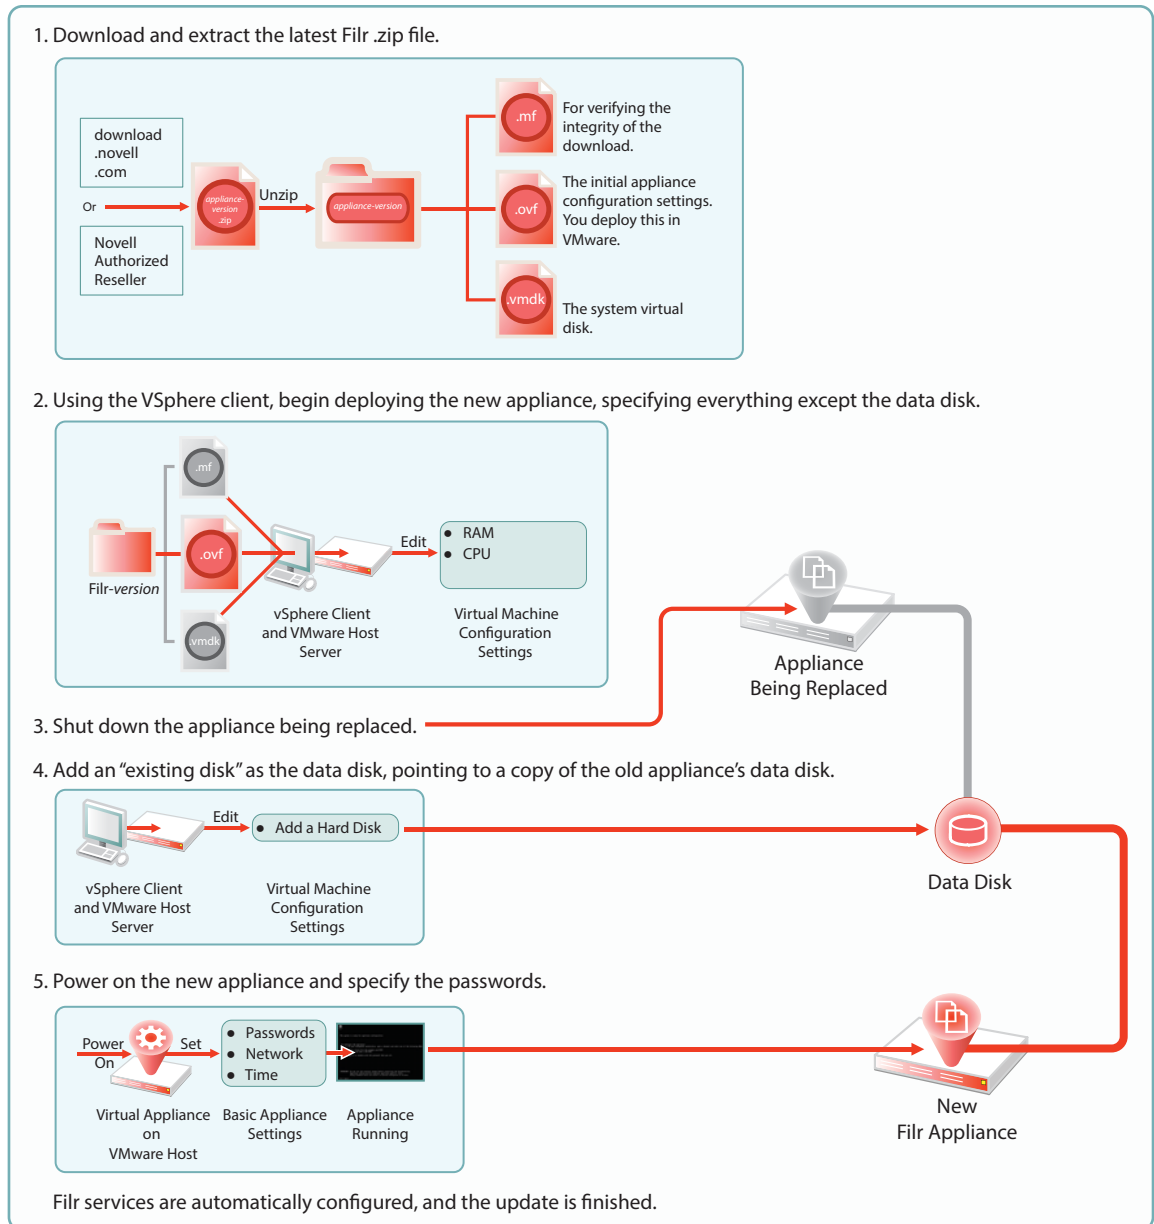 1. Download and extract the latest Filr .zip file.
download
.novell
.com
Or
Novell
Authorized
Reseller
appliance-
version
.zip
Unzip
appliance-version
.mf
For verifying the
integrity of the
download.
.ovf
The initial appliance
configuration settings.
You deploy this in
VMware.
.vmdk
The system virtual
disk.
2. Using the VSphere client, begin deploying the new appliance, specifying everything except the data disk.
.mf
.ovf
.vmdk
Filr-version
vSphere Client
and VMware Host
Server
Edit
● RAM
● CPU
Virtual Machine
Configuration
Settings
Appliance
Being Replaced
3. Shut down the appliance being replaced.
4. Add an “existing disk” as the data disk, pointing to a copy of the old appliance’s data disk.
Edit
● Add a Hard Disk
vSphere Client
and VMware Host
Server
Virtual Machine
Configuration
Settings
Data Disk
5. Power on the new appliance and specify the passwords.
Power
On
Set
● Passwords
● Network
● Time
Virtual Appliance
on
VMware Host
Basic Appliance
Settings
Appliance
Running
New
Filr Appliance
Filr services are automatically configured, and the update is finished.